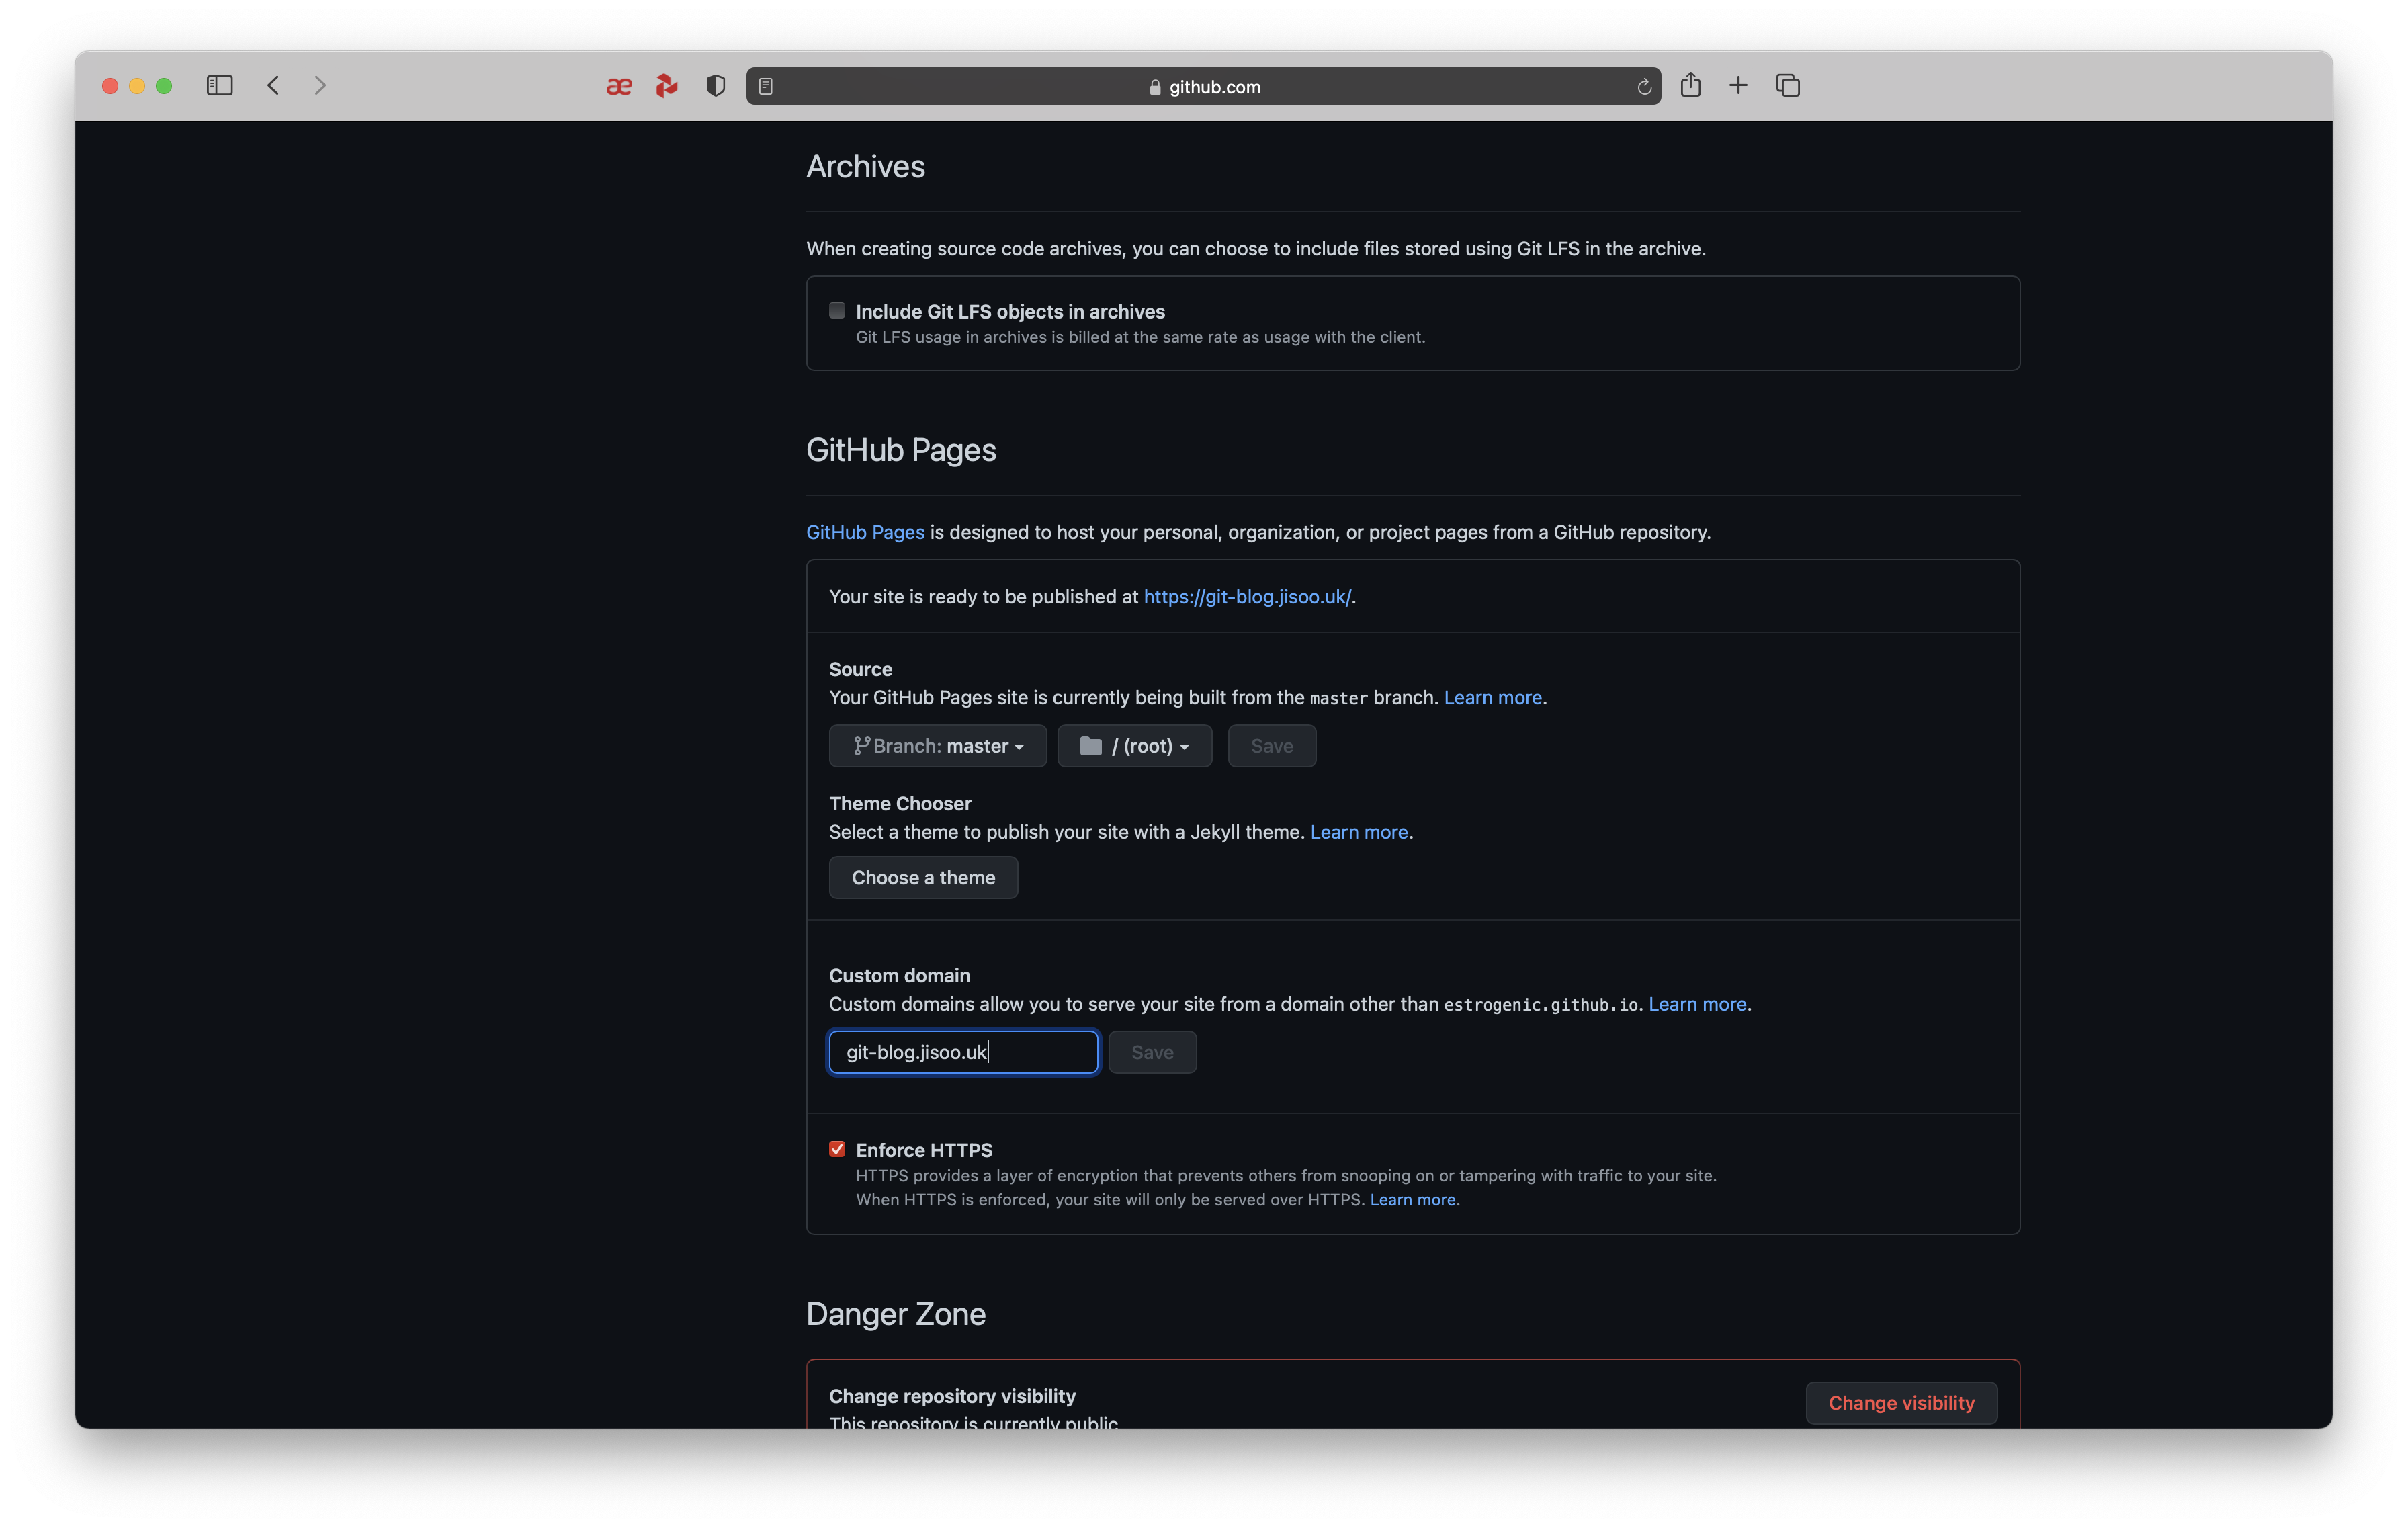 æ
github.com
Archives
When creating source code archives, you can choose to include files stored using Git LFS in the archive.
Include Git LFS objects in archives
Git LFS usage in archives is billed at the same rate as usage with the client.
GitHub Pages
GitHub Pages is designed to host your personal, organization, or project pages from a GitHub repository.
Your site is ready to be published at https://git-blog.jisoo.uk/.
Source
Your GitHub Pages site is currently being built from the master branch. Learn more.
Branch: master / (root) Save
Theme Chooser
Select a theme to publish your site with a Jekyll theme. Learn more.
Choose a theme
Custom domain
Custom domains allow you to serve your site from a domain other than estrogenic.github.io. Learn more.
git-blog.jisoo.uk Save
Enforce HTTPS
HTTPS provides a layer of encryption that prevents others from snooping on or tampering with traffic to your site.
When HTTPS is enforced, your site will only be served over HTTPS. Learn more.
Danger Zone
Change repository visibility
Change visibility
This repository is currently public